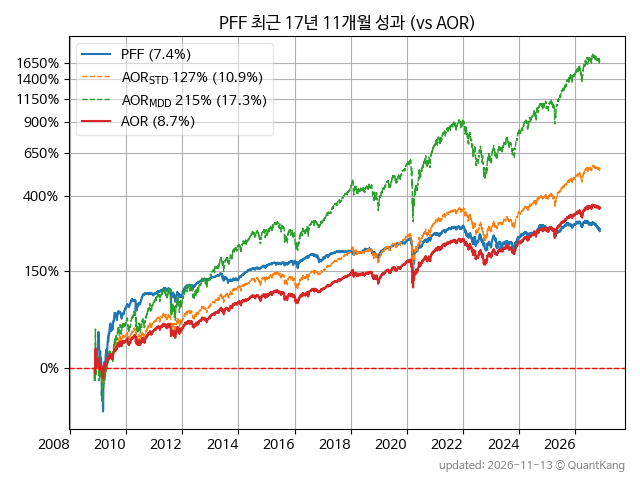 PFF 최근 17년 11개월 성과 (vs AOR)
PFF (7.4%)
AORSTD 127% (10.9%)
AORMDD 215% (17.3%)
AOR (8.7%)
1650%
1400%
1150%
900%
650%
400%
150%
0%
2008 2010 2012 2014 2016 2018 2020 2022 2024 2026
updated: 2026-11-13 © QuantKang